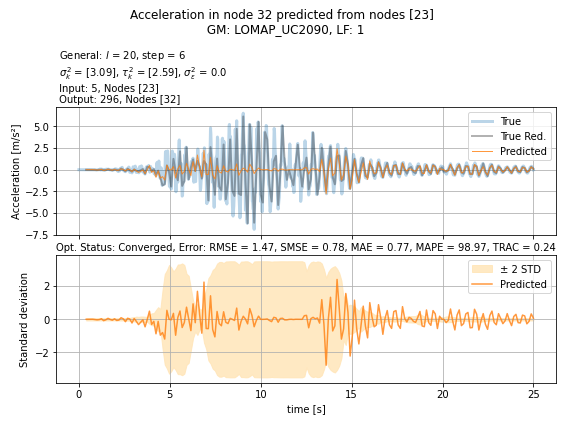 Acceleration in node 32 predicted from nodes [23]
GM: LOMAP_UC2090, LF: 1
General: l = 20, step = 6
σ²ₖ = [3.09], τ²ₖ = [2.59], σ²ε = 0.0
Input: 5, Nodes [23]
Output: 296, Nodes [32]
Acceleration [m/s²]
5.0
2.5
0.0
−2.5
−5.0
−7.5
True
True Red.
Predicted
Opt. Status: Converged, Error: RMSE = 1.47, SMSE = 0.78, MAE = 0.77, MAPE = 98.97, TRAC = 0.24
Standard deviation
2
0
−2
± 2 STD
Predicted
0 5 10 15 20 25
time [s]